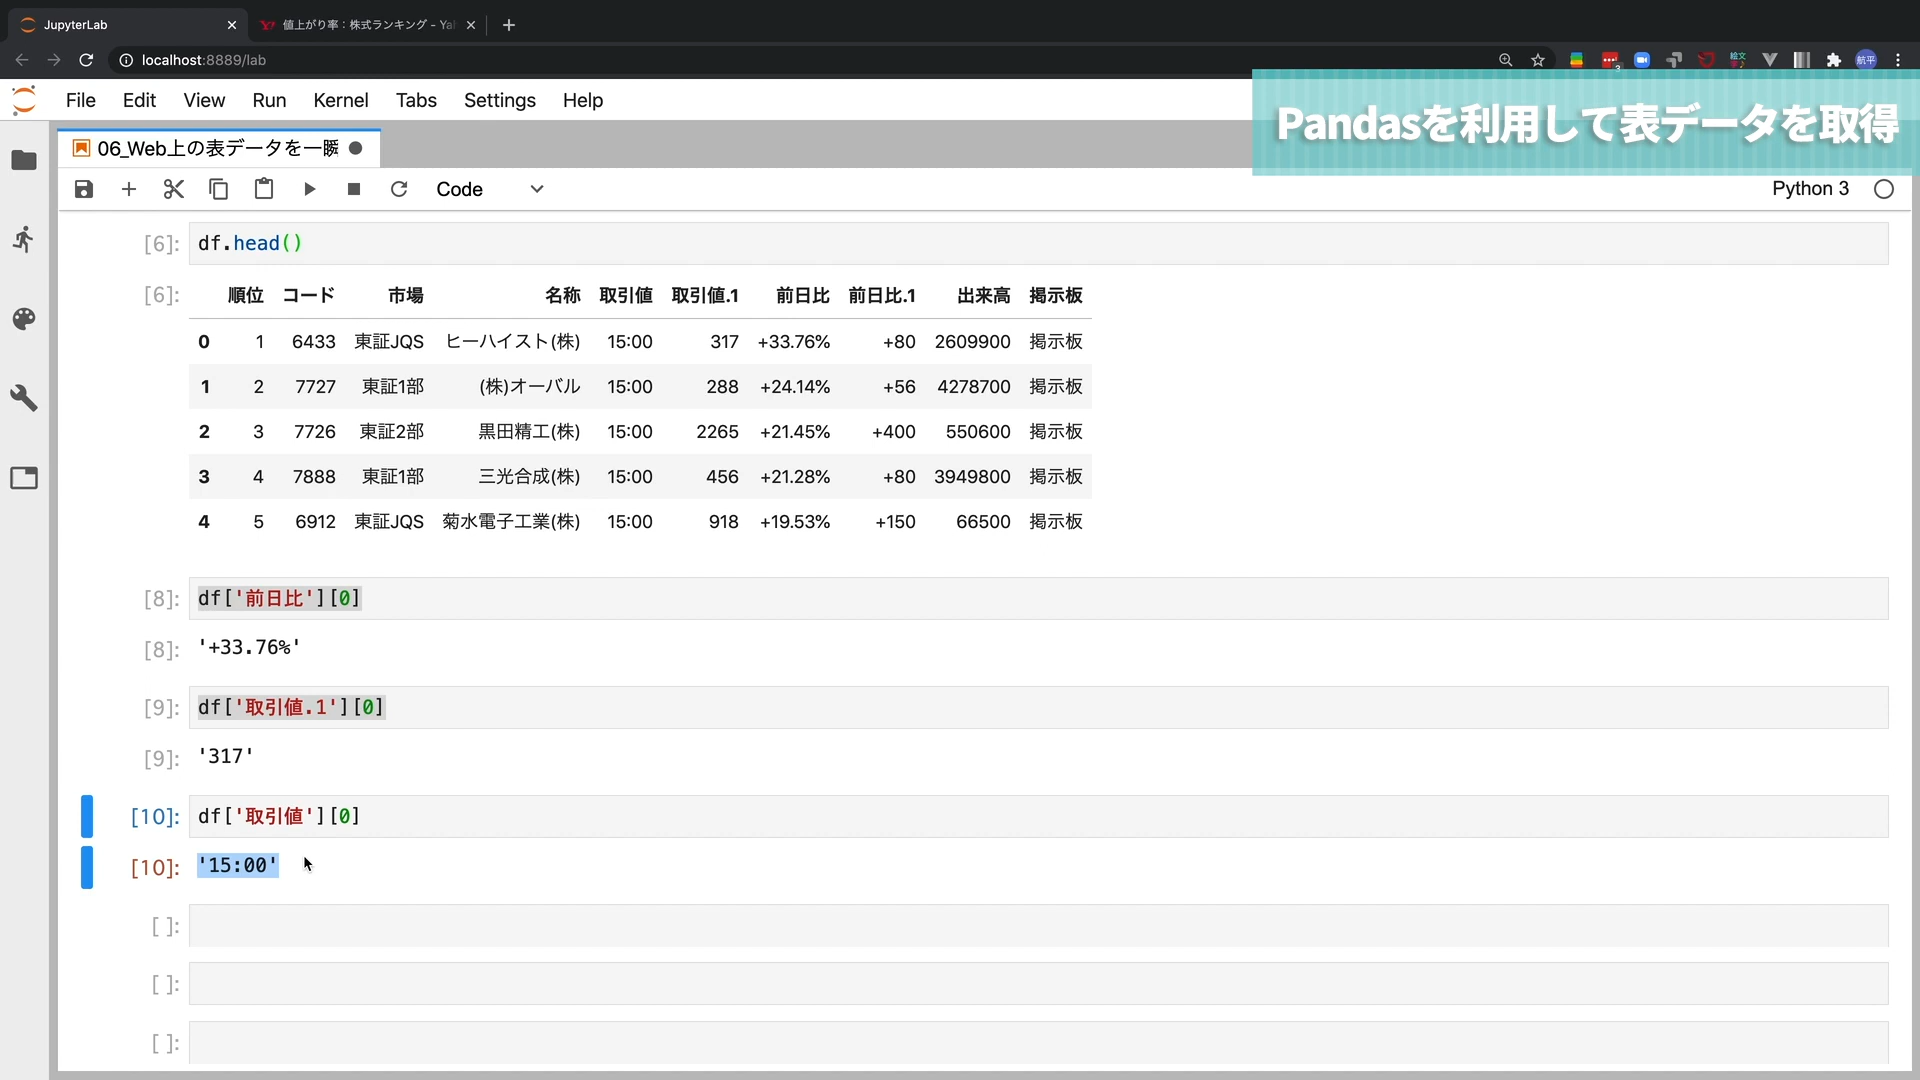 JupyterLab
値上がり率：株式ランキング - Ya
localhost:8889/lab
File Edit View Run Kernel Tabs Settings Help
Pandasを利用して表データを取得
06_Web上の表データを一瞬
Code
Python 3
[6]: df.head()
[6]: 順位 コード 市場 名称 取引値 取引値.1 前日比 前日比.1 出来高 掲示板
0 1 6433 東証JQS ヒーハイスト(株) 15:00 317 +33.76% +80 2609900 掲示板
1 2 7727 東証1部 (株)オーバル 15:00 288 +24.14% +56 4278700 掲示板
2 3 7726 東証2部 黒田精工(株) 15:00 2265 +21.45% +400 550600 掲示板
3 4 7888 東証1部 三光合成(株) 15:00 456 +21.28% +80 3949800 掲示板
4 5 6912 東証JQS 菊水電子工業(株) 15:00 918 +19.53% +150 66500 掲示板
[8]: df['前日比'][0]
[8]: '+33.76%'
[9]: df['取引値.1'][0]
[9]: '317'
[10]: df['取引値'][0]
[10]: '15:00'
[ ]:
[ ]:
[ ]: